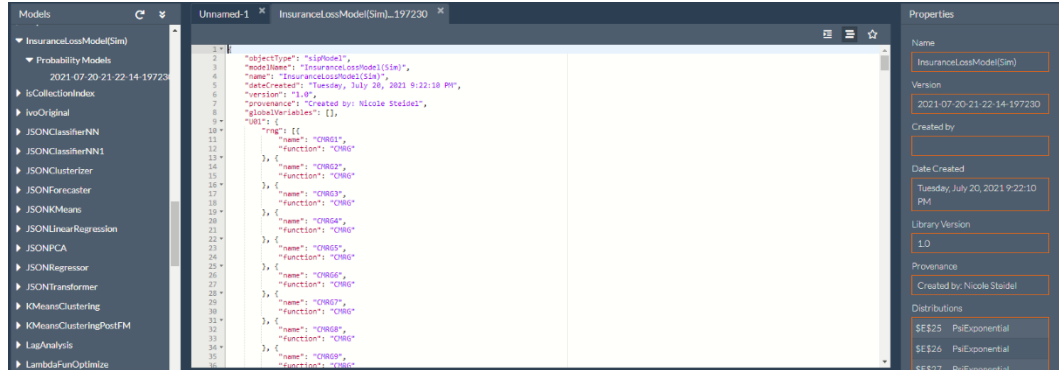 Models
InsuranceLossModel(Sim)
Probability Models
2021-07-20-21-22-14-19723
isCollectionIndex
ivoOriginal
JSONClassifierNN
JSONClassifierNN1
JSONClusterizer
JSONForecaster
JSONKMeans
JSONLinearRegression
JSONPCA
JSONRegressor
JSONTransformer
KMeansClustering
KMeansClusteringPostFM
LagAnalysis
LambdaFunOptimize
Unnamed-1 ×
InsuranceLossModel(Sim)...197230 ×
1 {
2 "objectType": "sipModel",
3 "modelName": "InsuranceLossModel(Sim)",
4 "name": "InsuranceLossModel(Sim)",
5 "dateCreated": "Tuesday, July 20, 2021 9:22:10 PM",
6 "version": "1.0",
7 "provenance": "Created by: Nicole Steidel",
8 "globalVariables": [],
9 "U01": {
10 "rng": [{
11 "name": "CMRG1",
12 "function": "CMRG"
13 }, {
14 "name": "CMRG2",
15 "function": "CMRG"
16 }, {
17 "name": "CMRG3",
18 "function": "CMRG"
19 }, {
20 "name": "CMRG4",
21 "function": "CMRG"
22 }, {
23 "name": "CMRG5",
24 "function": "CMRG"
25 }, {
26 "name": "CMRG6",
27 "function": "CMRG"
28 }, {
29 "name": "CMRG7",
30 "function": "CMRG"
31 }, {
32 "name": "CMRG8",
33 "function": "CMRG"
34 }, {
35 "name": "CMRG9",
36 "function": "CMRG"
Properties
Name
InsuranceLossModel(Sim)
Version
2021-07-20-21-22-14-197230
Created by
Date Created
Tuesday, July 20, 2021 9:22:10
PM
Library Version
1.0
Provenance
Created by: Nicole Steidel
Distributions
$E$25 PsiExponential
$E$26 PsiExponential
$E$27 PsiExponential